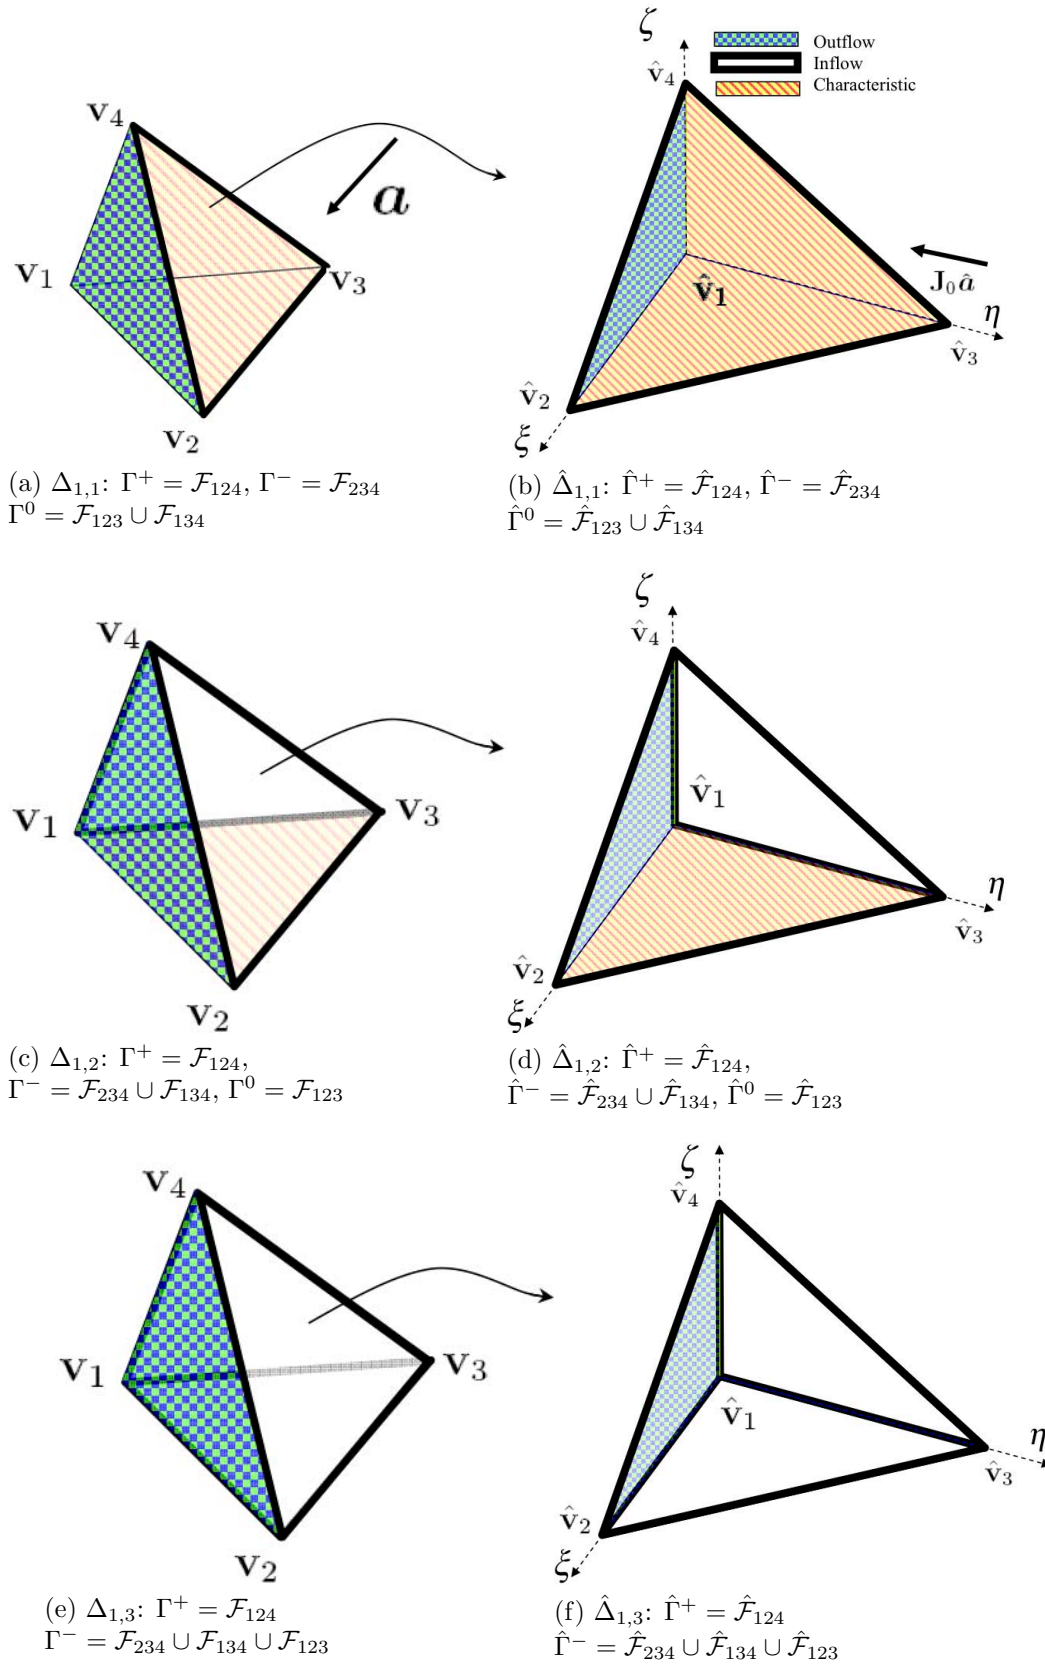 ζ
v̂₄
Outflow
Inflow
Characteristic
v₄
a
v₁
v₃
v₂
v̂₁
J₀â
η
v̂₃
v̂₂
ξ
(a) Δ₁,₁: Γ⁺ = ℱ₁₂₄, Γ⁻ = ℱ₂₃₄
Γ⁰ = ℱ₁₂₃ ∪ ℱ₁₃₄
(b) Δ̂₁,₁: Γ̂⁺ = ℱ̂₁₂₄, Γ̂⁻ = ℱ̂₂₃₄
Γ̂⁰ = ℱ̂₁₂₃ ∪ ℱ̂₁₃₄
v₄
v₁
v₃
v₂
ζ
v̂₄
v̂₁
η
v̂₃
v̂₂
ξ
(c) Δ₁,₂: Γ⁺ = ℱ₁₂₄,
Γ⁻ = ℱ₂₃₄ ∪ ℱ₁₃₄, Γ⁰ = ℱ₁₂₃
(d) Δ̂₁,₂: Γ̂⁺ = ℱ̂₁₂₄,
Γ̂⁻ = ℱ̂₂₃₄ ∪ ℱ̂₁₃₄, Γ̂⁰ = ℱ̂₁₂₃
v₄
v₁
v₃
v₂
ζ
v̂₄
v̂₁
η
v̂₃
v̂₂
ξ
(e) Δ₁,₃: Γ⁺ = ℱ₁₂₄
Γ⁻ = ℱ₂₃₄ ∪ ℱ₁₃₄ ∪ ℱ₁₂₃
(f) Δ̂₁,₃: Γ̂⁺ = ℱ̂₁₂₄
Γ̂⁻ = ℱ̂₂₃₄ ∪ ℱ̂₁₃₄ ∪ ℱ̂₁₂₃